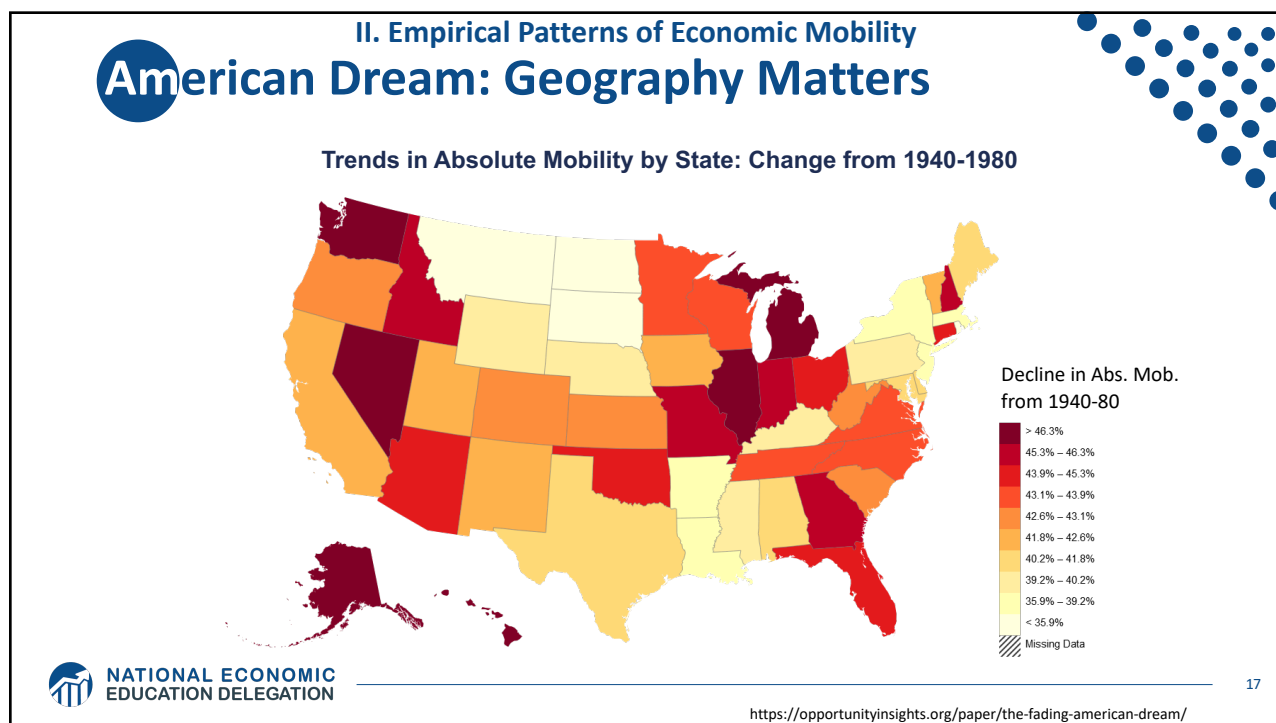 II. Empirical Patterns of Economic Mobility
American Dream: Geography Matters
Trends in Absolute Mobility by State: Change from 1940-1980
Decline in Abs. Mob.
from 1940-80
> 46.3%
45.3% – 46.3%
43.9% – 45.3%
43.1% – 43.9%
42.6% – 43.1%
41.8% – 42.6%
40.2% – 41.8%
39.2% – 40.2%
35.9% – 39.2%
< 35.9%
Missing Data
NATIONAL ECONOMIC
EDUCATION DELEGATION
17
https://opportunityinsights.org/paper/the-fading-american-dream/